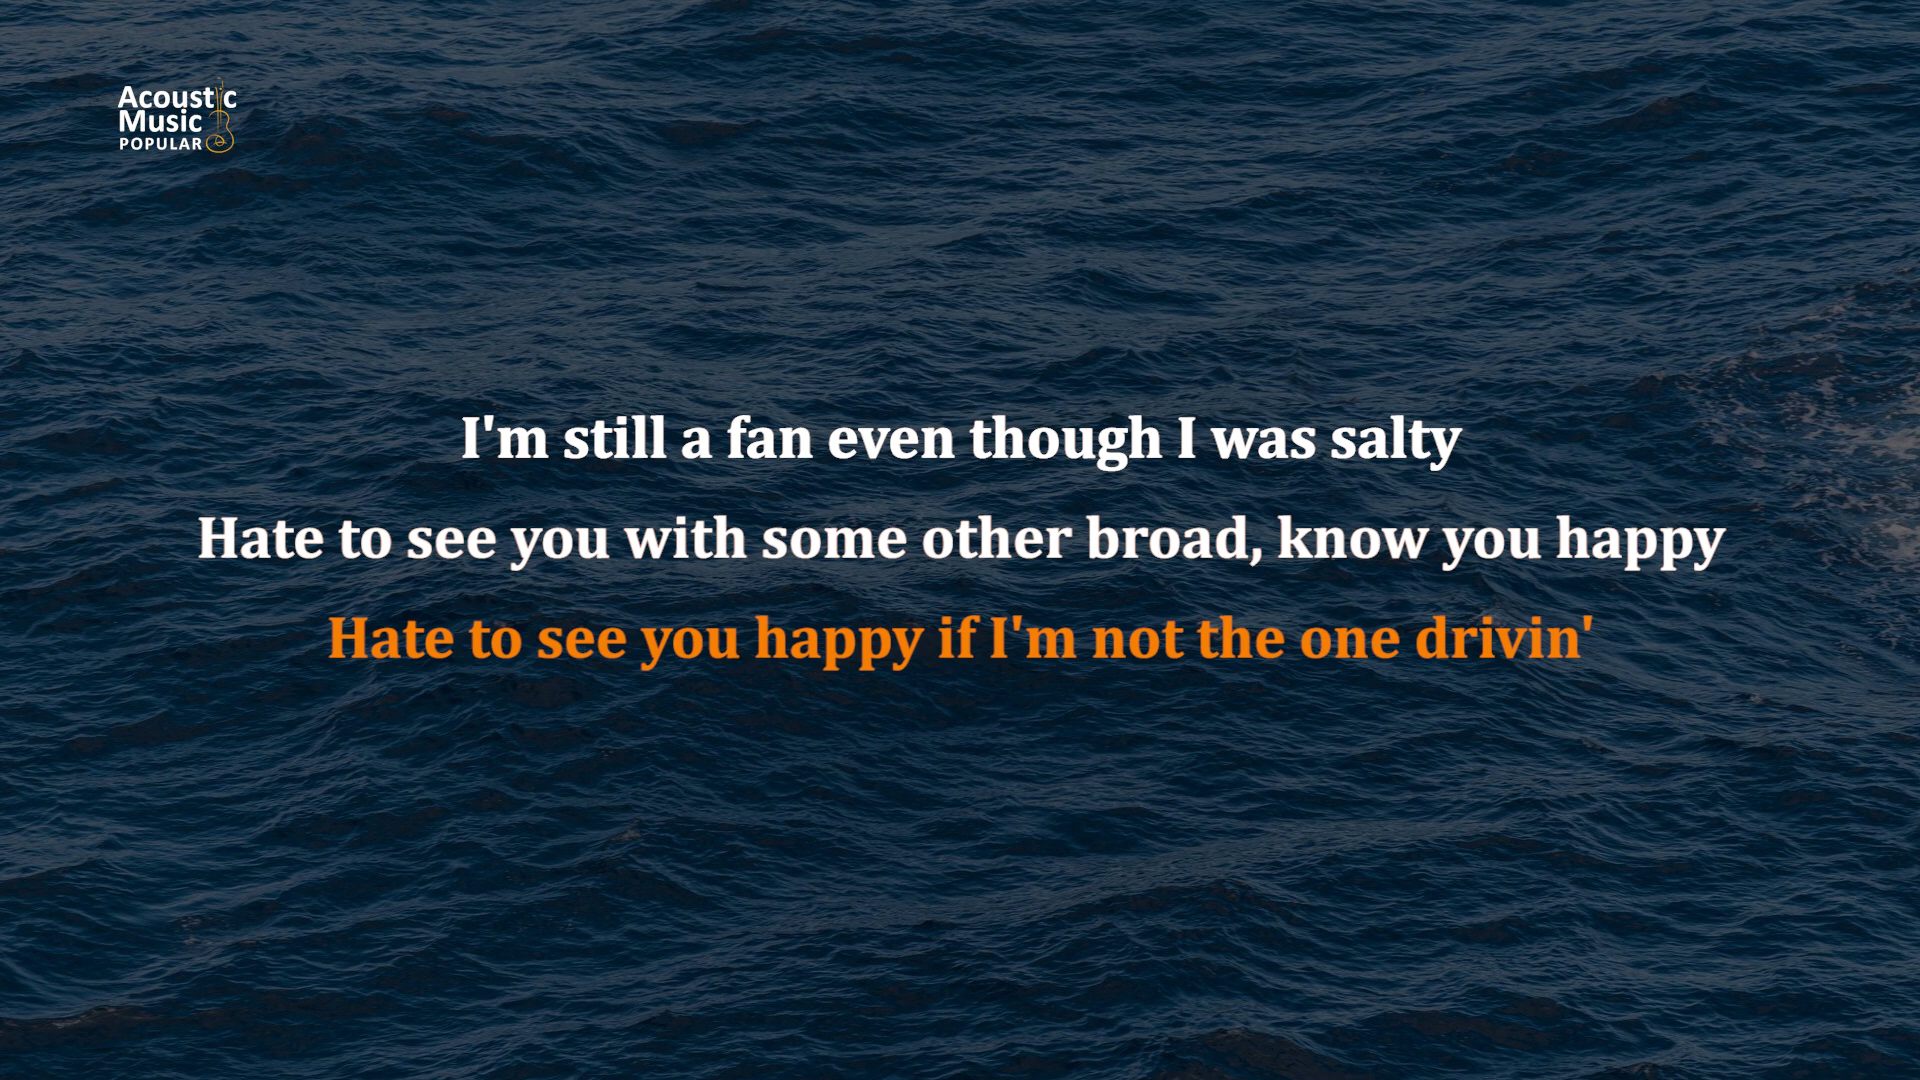 Acoustic
Music
POPULAR
I'm still a fan even though I was salty
Hate to see you with some other broad, know you happy
Hate to see you happy if I'm not the one drivin'